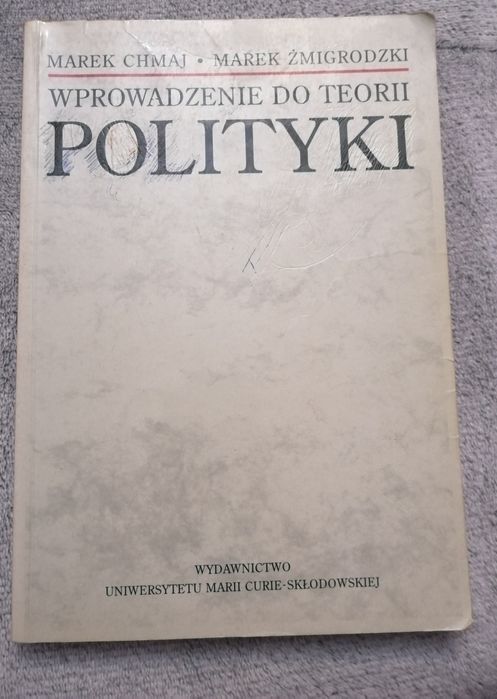 MAREK CHMAJ • MAREK ŻMIGRODZKI
WPROWADZENIE DO TEORII
POLITYKI
WYDAWNICTWO
UNIWERSYTETU MARII CURIE-SKŁODOWSKIEJ